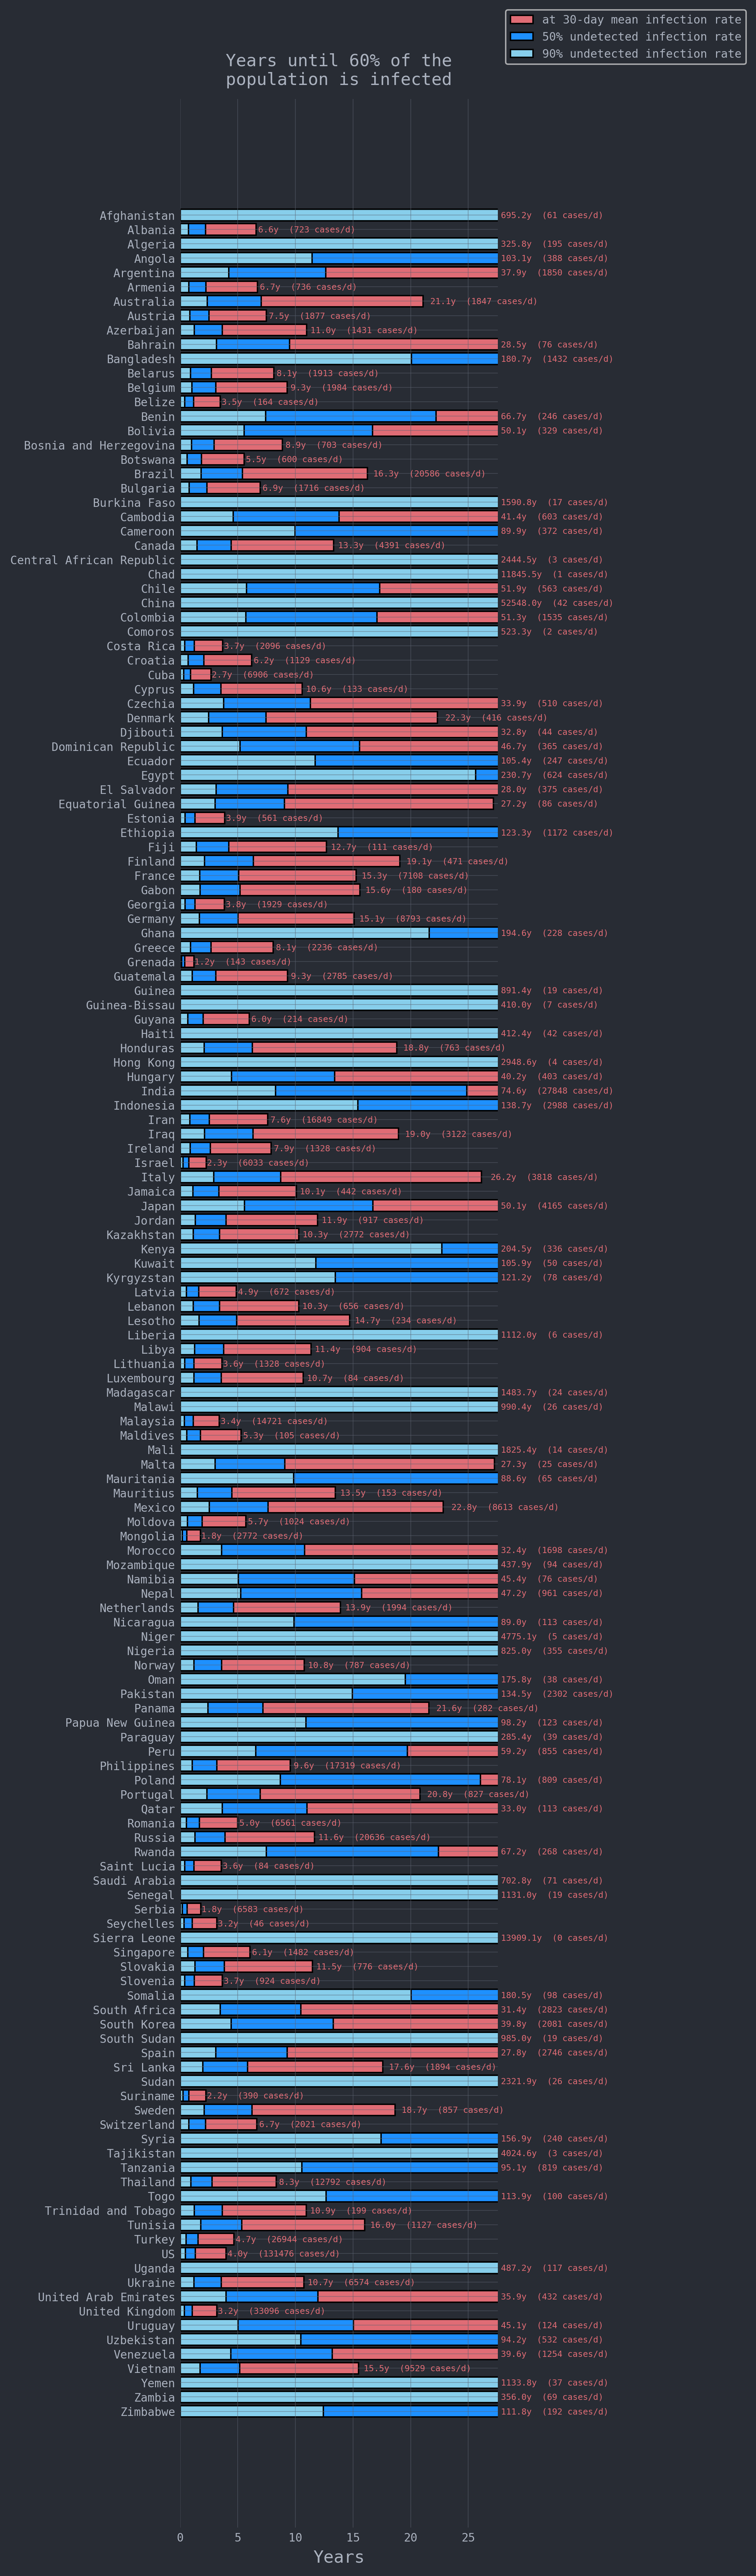 at 30-day mean infection rate
50% undetected infection rate
90% undetected infection rate
Years until 60% of the
population is infected
Afghanistan 695.2y (61 cases/d)
Albania 6.6y (723 cases/d)
Algeria 325.8y (195 cases/d)
Angola 103.1y (388 cases/d)
Argentina 37.9y (1850 cases/d)
Armenia 6.7y (736 cases/d)
Australia 21.1y (1847 cases/d)
Austria 7.5y (1877 cases/d)
Azerbaijan 11.0y (1431 cases/d)
Bahrain 28.5y (76 cases/d)
Bangladesh 180.7y (1432 cases/d)
Belarus 8.1y (1913 cases/d)
Belgium 9.3y (1984 cases/d)
Belize 3.5y (164 cases/d)
Benin 66.7y (246 cases/d)
Bolivia 50.1y (329 cases/d)
Bosnia and Herzegovina 8.9y (703 cases/d)
Botswana 5.5y (600 cases/d)
Brazil 16.3y (20586 cases/d)
Bulgaria 6.9y (1716 cases/d)
Burkina Faso 1590.8y (17 cases/d)
Cambodia 41.4y (603 cases/d)
Cameroon 89.9y (372 cases/d)
Canada 13.3y (4391 cases/d)
Central African Republic 2444.5y (3 cases/d)
Chad 11845.5y (1 cases/d)
Chile 51.9y (563 cases/d)
China 52548.0y (42 cases/d)
Colombia 51.3y (1535 cases/d)
Comoros 523.3y (2 cases/d)
Costa Rica 3.7y (2096 cases/d)
Croatia 6.2y (1129 cases/d)
Cuba 2.7y (6906 cases/d)
Cyprus 10.6y (133 cases/d)
Czechia 33.9y (510 cases/d)
Denmark 22.3y (416 cases/d)
Djibouti 32.8y (44 cases/d)
Dominican Republic 46.7y (365 cases/d)
Ecuador 105.4y (247 cases/d)
Egypt 230.7y (624 cases/d)
El Salvador 28.0y (375 cases/d)
Equatorial Guinea 27.2y (86 cases/d)
Estonia 3.9y (561 cases/d)
Ethiopia 123.3y (1172 cases/d)
Fiji 12.7y (111 cases/d)
Finland 19.1y (471 cases/d)
France 15.3y (7108 cases/d)
Gabon 15.6y (180 cases/d)
Georgia 3.8y (1929 cases/d)
Germany 15.1y (8793 cases/d)
Ghana 194.6y (228 cases/d)
Greece 8.1y (2236 cases/d)
Grenada 1.2y (143 cases/d)
Guatemala 9.3y (2785 cases/d)
Guinea 891.4y (19 cases/d)
Guinea-Bissau 410.0y (7 cases/d)
Guyana 6.0y (214 cases/d)
Haiti 412.4y (42 cases/d)
Honduras 18.8y (763 cases/d)
Hong Kong 2948.6y (4 cases/d)
Hungary 40.2y (403 cases/d)
India 74.6y (27848 cases/d)
Indonesia 138.7y (2988 cases/d)
Iran 7.6y (16849 cases/d)
Iraq 19.0y (3122 cases/d)
Ireland 7.9y (1328 cases/d)
Israel 2.3y (6033 cases/d)
Italy 26.2y (3818 cases/d)
Jamaica 10.1y (442 cases/d)
Japan 50.1y (4165 cases/d)
Jordan 11.9y (917 cases/d)
Kazakhstan 10.3y (2772 cases/d)
Kenya 204.5y (336 cases/d)
Kuwait 105.9y (50 cases/d)
Kyrgyzstan 121.2y (78 cases/d)
Latvia 4.9y (672 cases/d)
Lebanon 10.3y (656 cases/d)
Lesotho 14.7y (234 cases/d)
Liberia 1112.0y (6 cases/d)
Libya 11.4y (904 cases/d)
Lithuania 3.6y (1328 cases/d)
Luxembourg 10.7y (84 cases/d)
Madagascar 1483.7y (24 cases/d)
Malawi 990.4y (26 cases/d)
Malaysia 3.4y (14721 cases/d)
Maldives 5.3y (105 cases/d)
Mali 1825.4y (14 cases/d)
Malta 27.3y (25 cases/d)
Mauritania 88.6y (65 cases/d)
Mauritius 13.5y (153 cases/d)
Mexico 22.8y (8613 cases/d)
Moldova 5.7y (1024 cases/d)
Mongolia 1.8y (2772 cases/d)
Morocco 32.4y (1698 cases/d)
Mozambique 437.9y (94 cases/d)
Namibia 45.4y (76 cases/d)
Nepal 47.2y (961 cases/d)
Netherlands 13.9y (1994 cases/d)
Nicaragua 89.0y (113 cases/d)
Niger 4775.1y (5 cases/d)
Nigeria 825.0y (355 cases/d)
Norway 10.8y (787 cases/d)
Oman 175.8y (38 cases/d)
Pakistan 134.5y (2302 cases/d)
Panama 21.6y (282 cases/d)
Papua New Guinea 98.2y (123 cases/d)
Paraguay 285.4y (39 cases/d)
Peru 59.2y (855 cases/d)
Philippines 9.6y (17319 cases/d)
Poland 78.1y (809 cases/d)
Portugal 20.8y (827 cases/d)
Qatar 33.0y (113 cases/d)
Romania 5.0y (6561 cases/d)
Russia 11.6y (20636 cases/d)
Rwanda 67.2y (268 cases/d)
Saint Lucia 3.6y (84 cases/d)
Saudi Arabia 702.8y (71 cases/d)
Senegal 1131.0y (19 cases/d)
Serbia 1.8y (6583 cases/d)
Seychelles 3.2y (46 cases/d)
Sierra Leone 13909.1y (0 cases/d)
Singapore 6.1y (1482 cases/d)
Slovakia 11.5y (776 cases/d)
Slovenia 3.7y (924 cases/d)
Somalia 180.5y (98 cases/d)
South Africa 31.4y (2823 cases/d)
South Korea 39.8y (2081 cases/d)
South Sudan 985.0y (19 cases/d)
Spain 27.8y (2746 cases/d)
Sri Lanka 17.6y (1894 cases/d)
Sudan 2321.9y (26 cases/d)
Suriname 2.2y (390 cases/d)
Sweden 18.7y (857 cases/d)
Switzerland 6.7y (2021 cases/d)
Syria 156.9y (240 cases/d)
Tajikistan 4024.6y (3 cases/d)
Tanzania 95.1y (819 cases/d)
Thailand 8.3y (12792 cases/d)
Togo 113.9y (100 cases/d)
Trinidad and Tobago 10.9y (199 cases/d)
Tunisia 16.0y (1127 cases/d)
Turkey 4.7y (26944 cases/d)
US 4.0y (131476 cases/d)
Uganda 487.2y (117 cases/d)
Ukraine 10.7y (6574 cases/d)
United Arab Emirates 35.9y (432 cases/d)
United Kingdom 3.2y (33096 cases/d)
Uruguay 45.1y (124 cases/d)
Uzbekistan 94.2y (532 cases/d)
Venezuela 39.6y (1254 cases/d)
Vietnam 15.5y (9529 cases/d)
Yemen 1133.8y (37 cases/d)
Zambia 356.0y (69 cases/d)
Zimbabwe 111.8y (192 cases/d)
0 5 10 15 20 25
Years